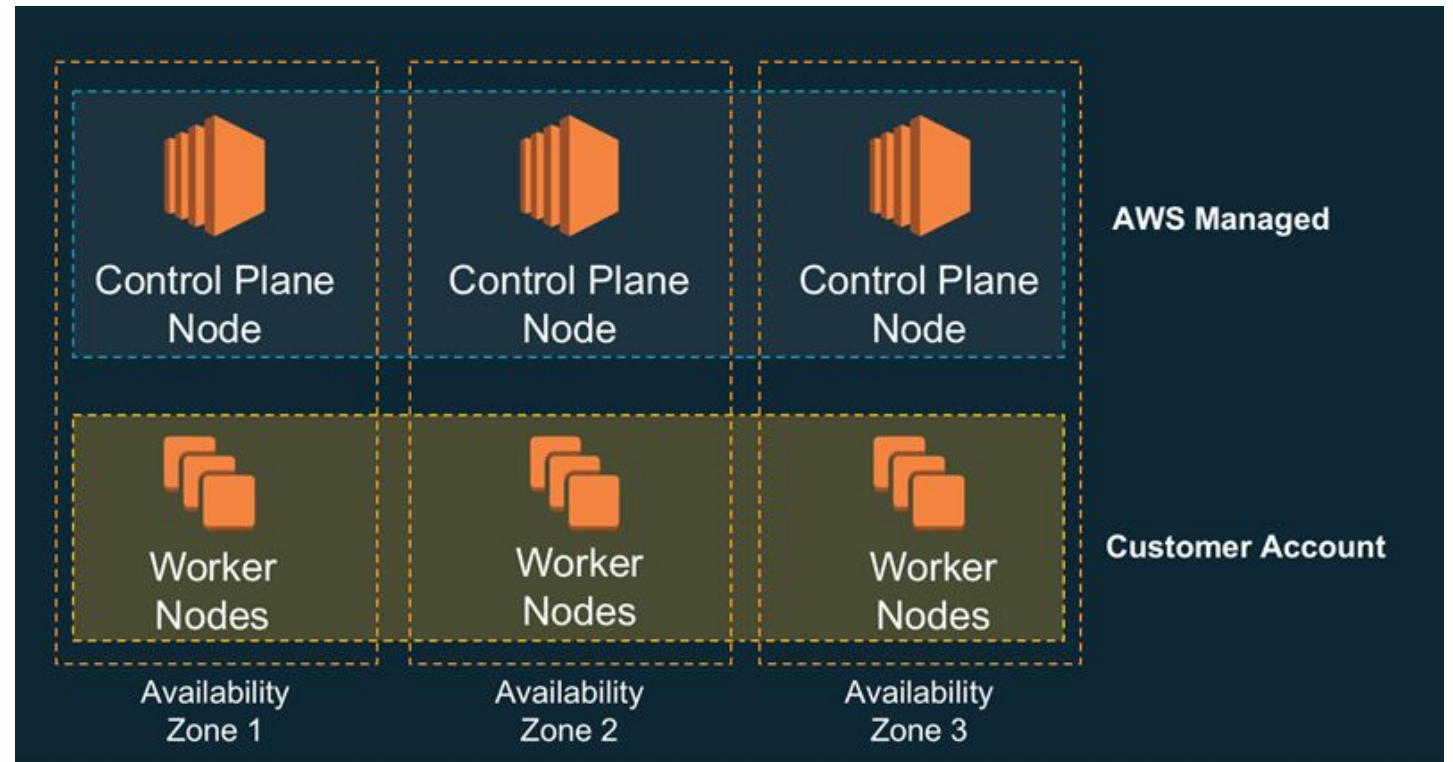 Control Plane
Node
Control Plane
Node
Control Plane
Node
AWS Managed
Worker
Nodes
Worker
Nodes
Worker
Nodes
Customer Account
Availability
Zone 1
Availability
Zone 2
Availability
Zone 3